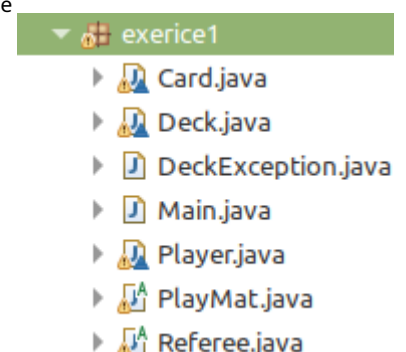 e
exerice1
Card.java
Deck.java
DeckException.java
Main.java
Player.java
PlayMat.java
Referee.java